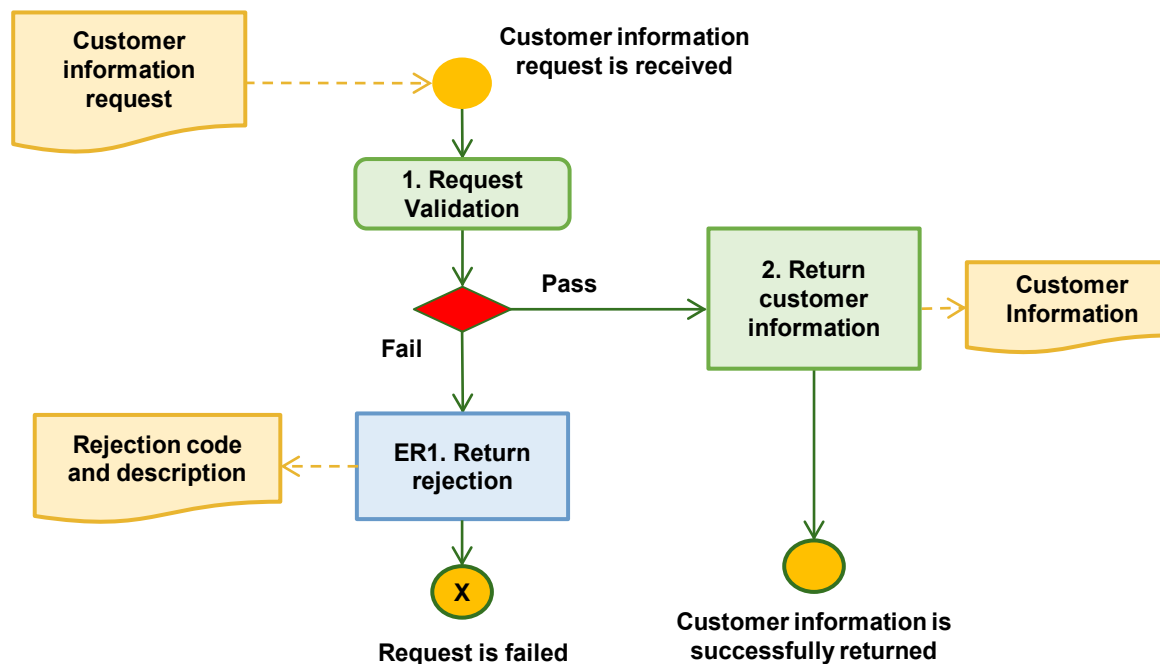 Customer
information
request
Customer information
request is received
1. Request
Validation
Pass
Fail
2. Return
customer
information
Customer
Information
Rejection code
and description
ER1. Return
rejection
X
Request is failed
Customer information is
successfully returned